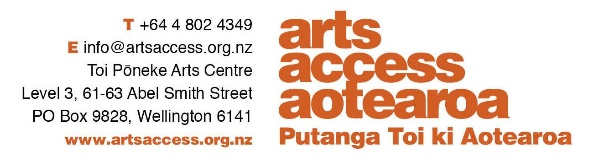 T +64 4 802 4349
E info@artsaccess.org.nz
Toi Pōneke Arts Centre
Level 3, 61-63 Abel Smith Street
PO Box 9828, Wellington 6141
www.artsaccess.org.nz
arts
access
aotearoa
Putanga Toi ki Aotearoa